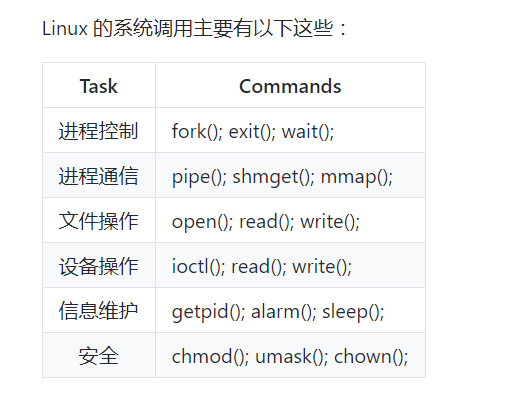 Linux 的系统调用主要有以下这些：
Task Commands
进程控制 fork(); exit(); wait();
进程通信 pipe(); shmget(); mmap();
文件操作 open(); read(); write();
设备操作 ioctl(); read(); write();
信息维护 getpid(); alarm(); sleep();
安全 chmod(); umask(); chown();